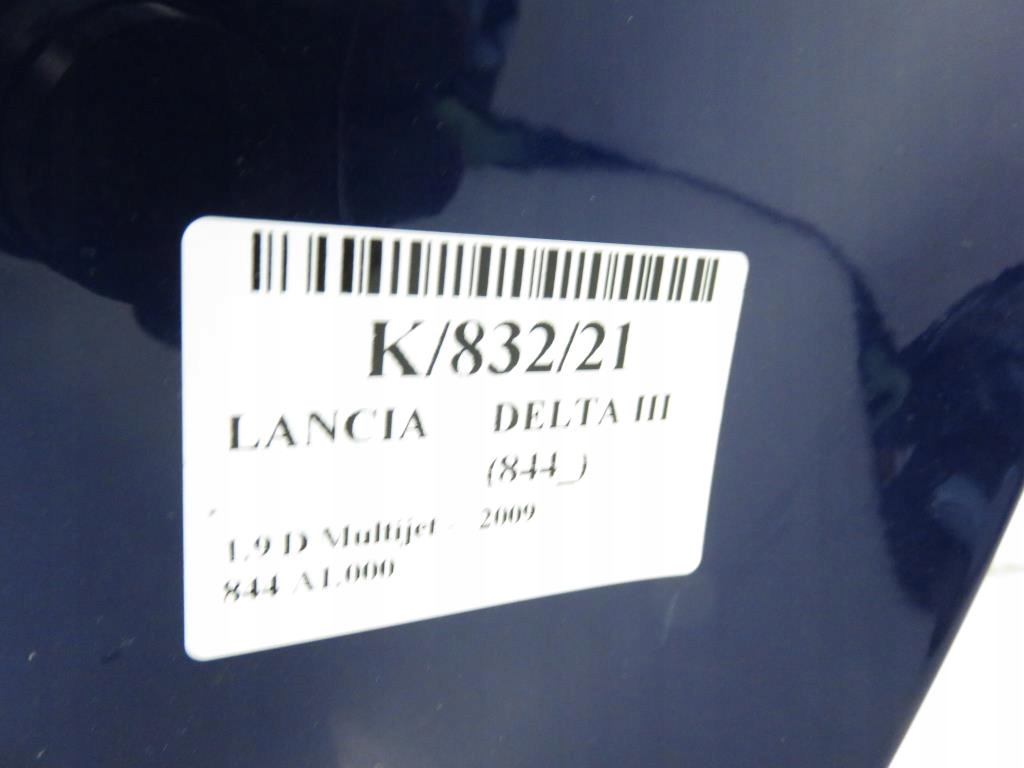 K/832/21
LANCIA DELTA III
(844_)
1.9 D Multijet - 2009
844 A1.000